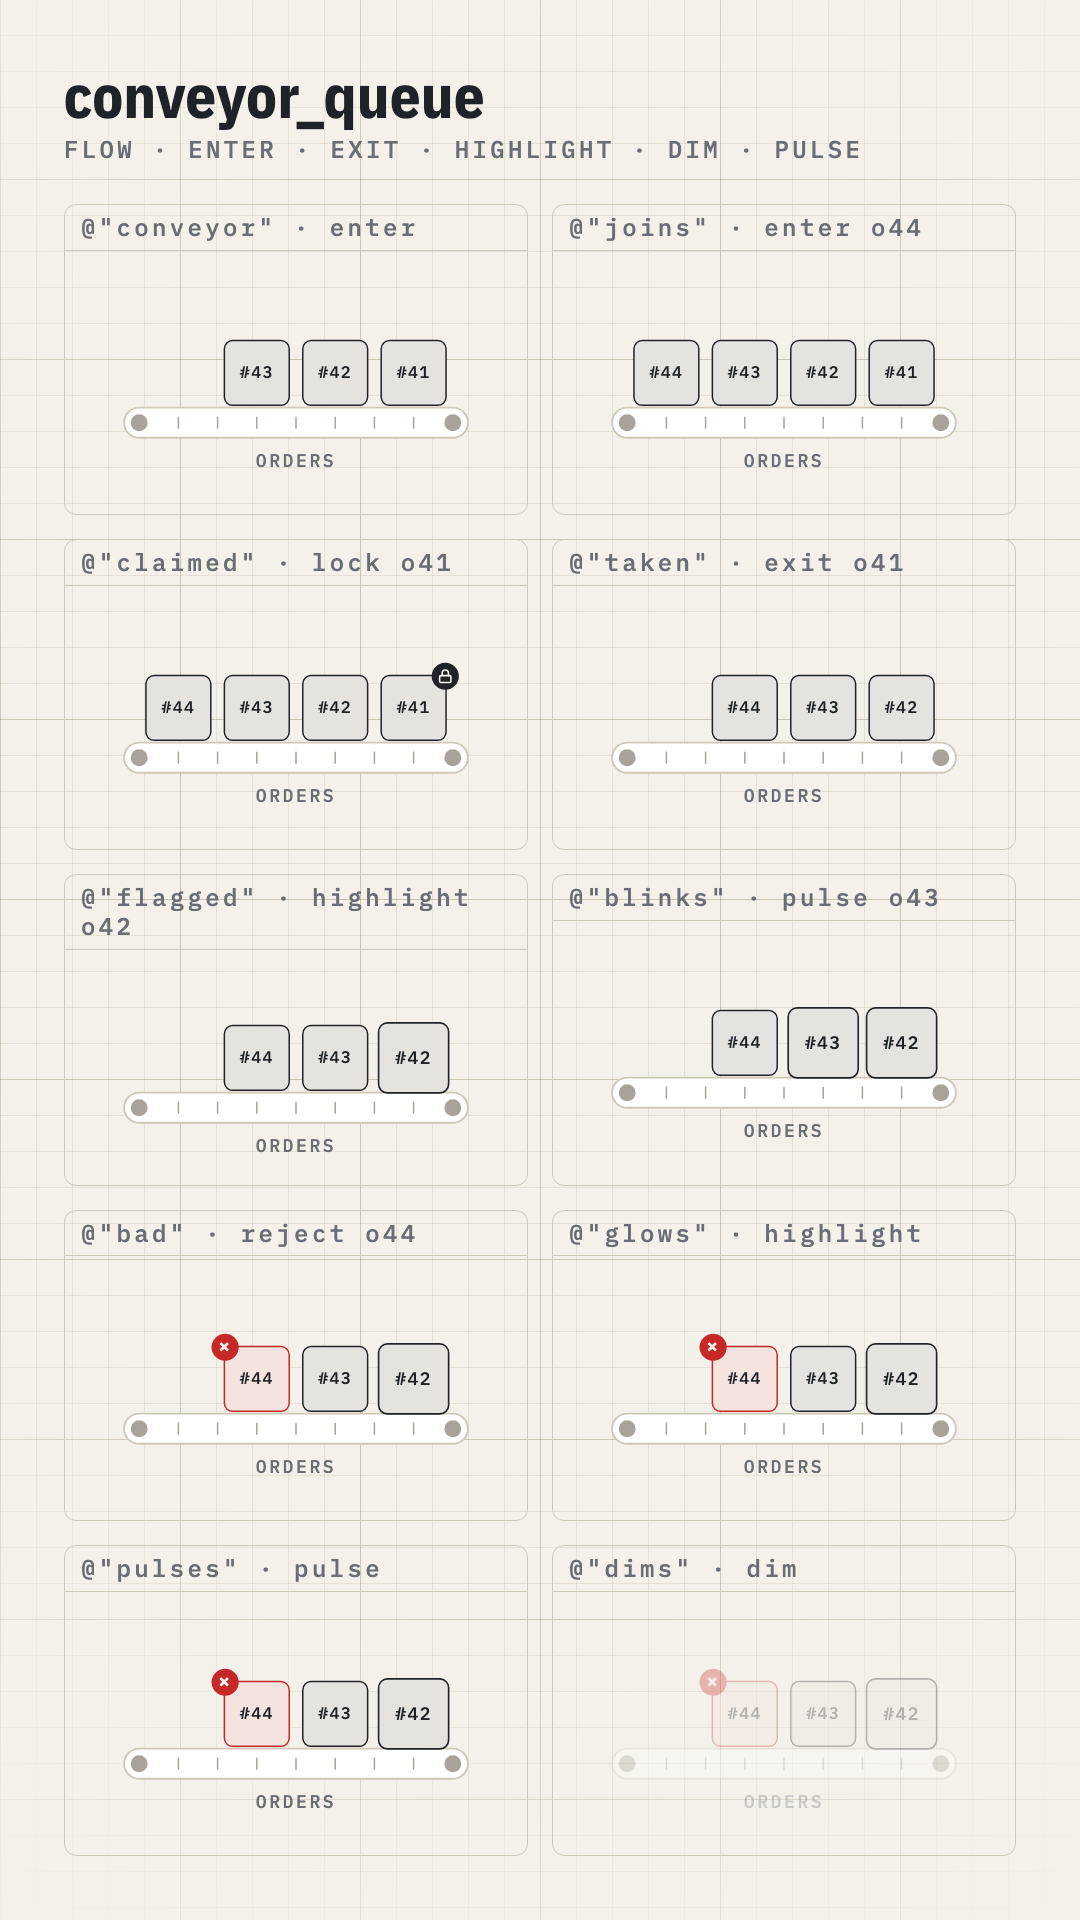 conveyor_queue
FLOW · ENTER · EXIT · HIGHLIGHT · DIM · PULSE
@"conveyor" · enter
#43 #42 #41
ORDERS
@"joins" · enter o44
#44 #43 #42 #41
ORDERS
@"claimed" · lock o41
#44 #43 #42 #41
ORDERS
@"taken" · exit o41
#44 #43 #42
ORDERS
@"flagged" · highlight
o42
#44 #43 #42
ORDERS
@"blinks" · pulse o43
#44 #43 #42
ORDERS
@"bad" · reject o44
#44 #43 #42
ORDERS
@"glows" · highlight
#44 #43 #42
ORDERS
@"pulses" · pulse
#44 #43 #42
ORDERS
@"dims" · dim
#44 #43 #42
ORDERS